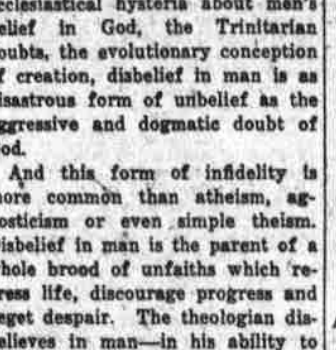 cclesiastical hysteria about men's
elief in God, the Trinitarian
oubts, the evolutionary conception
f creation, disbelief in man is as
isastrous form of unbelief as the
ggressive and dogmatic doubt of
od.
And this form of infidelity is
ore common than atheism, ag-
osticism or even simple theism.
isbelief in man is the parent of a
hole brood of unfaiths which re-
ress life, discourage progress and
eget despair. The theologian dis-
elieves in man—in his ability to